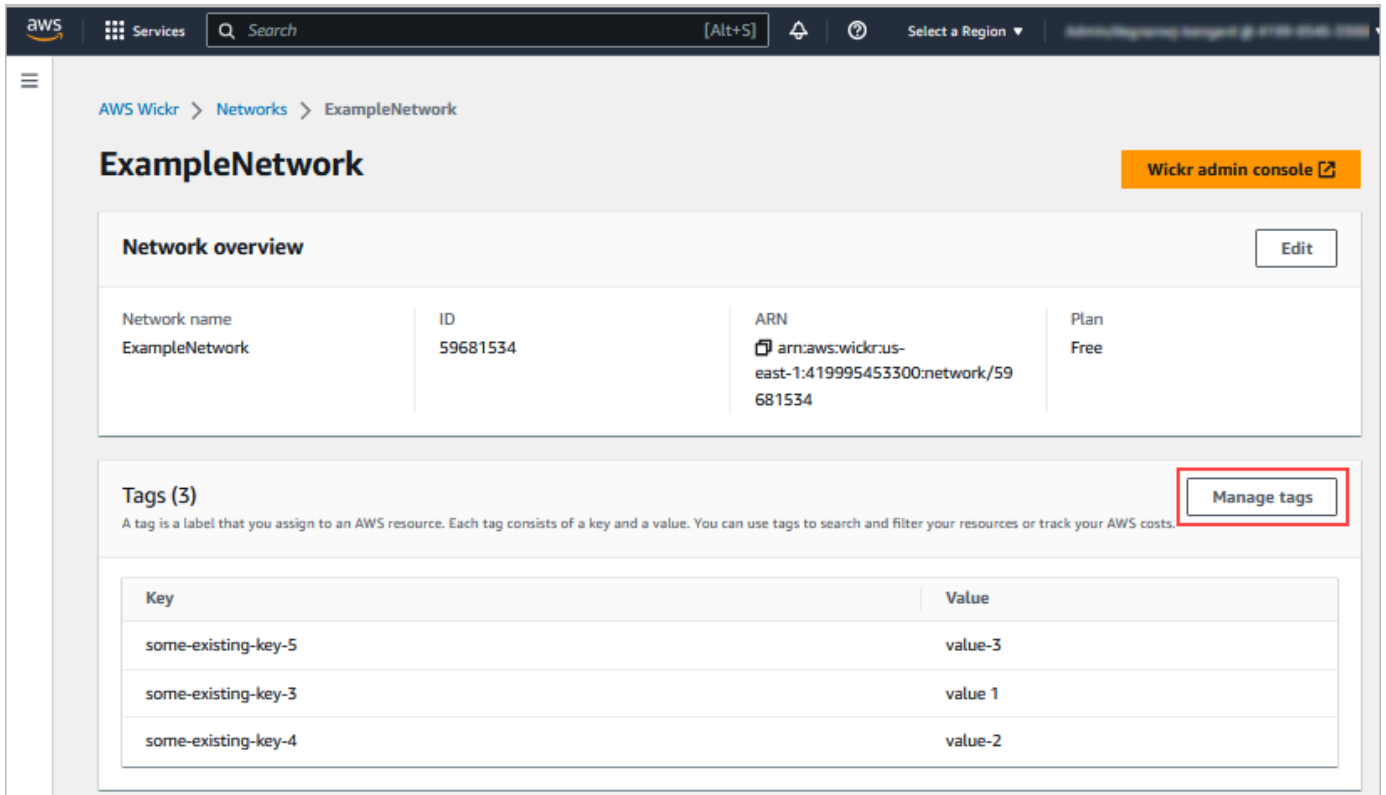 aws Services Search [Alt+S] Select a Region
AWS Wickr Networks ExampleNetwork
ExampleNetwork
Wickr admin console
Network overview
Edit
Network name
ExampleNetwork
ID
59681534
ARN
arn:aws:wickr:us-
east-1:419995453300:network/59
681534
Plan
Free
Tags (3)
Manage tags
A tag is a label that you assign to an AWS resource. Each tag consists of a key and a value. You can use tags to search and filter your resources or track your AWS costs.
Key Value
some-existing-key-5 value-3
some-existing-key-3 value 1
some-existing-key-4 value-2